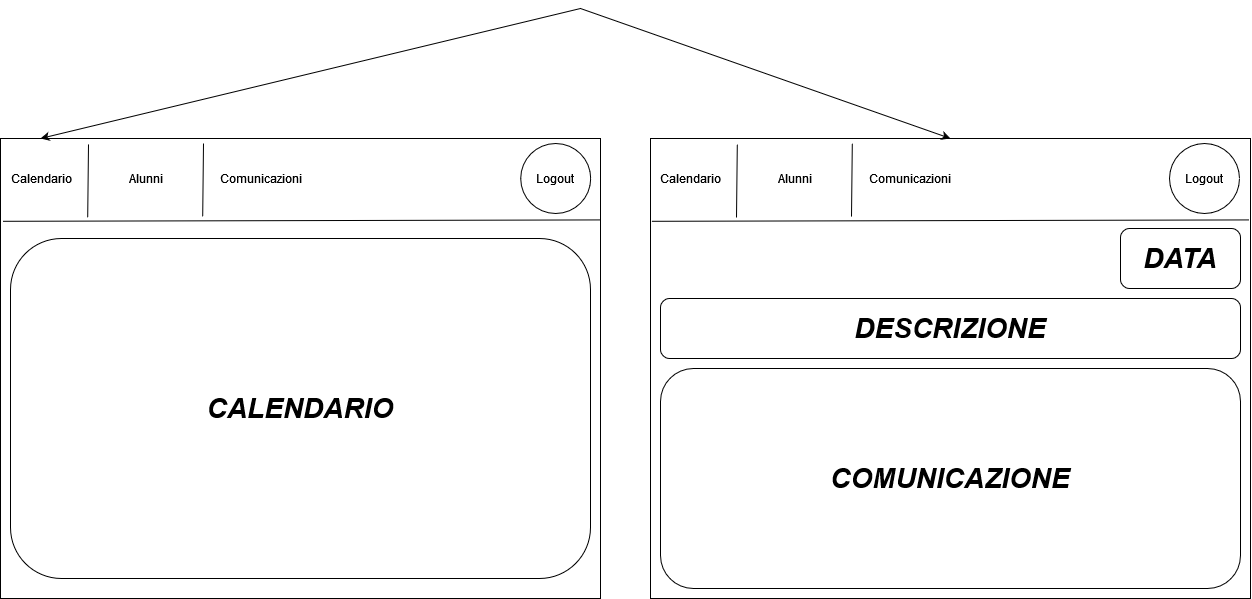 Calendario
Alunni
Comunicazioni
Logout
CALENDARIO
Calendario
Alunni
Comunicazioni
Logout
DATA
DESCRIZIONE
COMUNICAZIONE